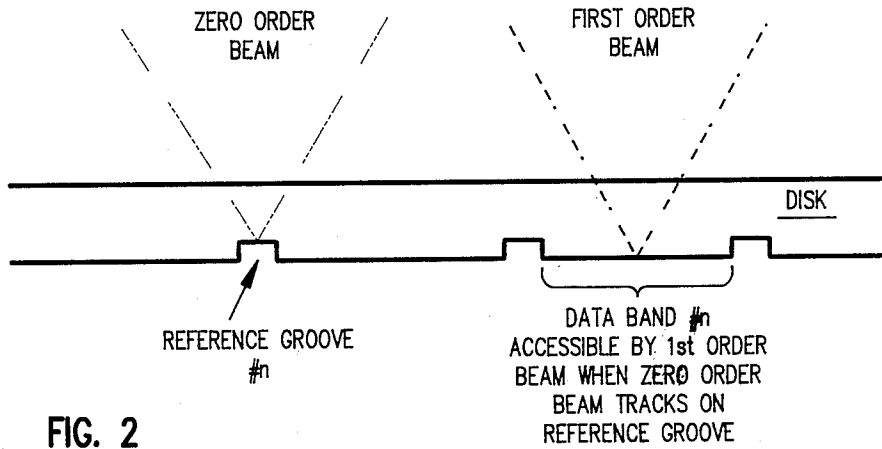 ZERO ORDER
BEAM
FIRST ORDER
BEAM
DISK
REFERENCE GROOVE
#n
DATA BAND #n
ACCESSIBLE BY 1st ORDER
BEAM WHEN ZERO ORDER
BEAM TRACKS ON
REFERENCE GROOVE
FIG. 2